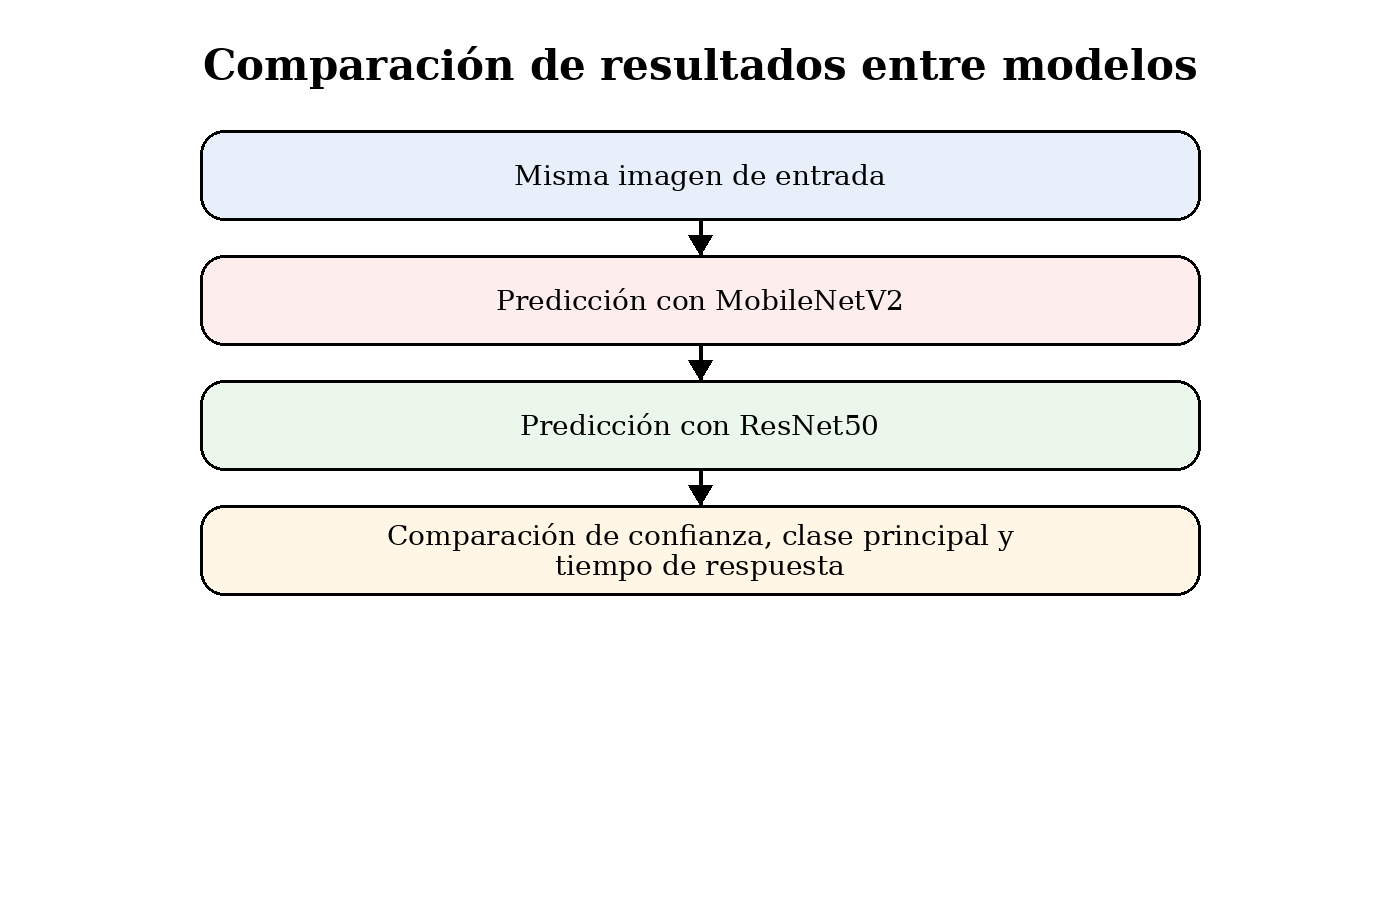 Comparación de resultados entre modelos
Misma imagen de entrada
Predicción con MobileNetV2
Predicción con ResNet50
Comparación de confianza, clase principal y
tiempo de respuesta